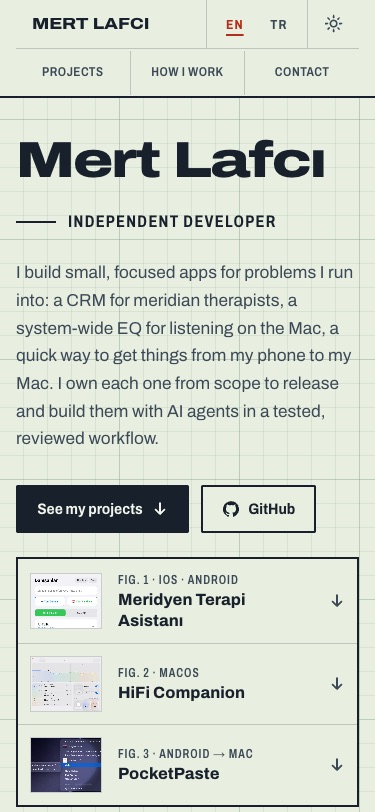 MERT LAFCI
EN
TR
PROJECTS
HOW I WORK
CONTACT
Mert Lafcı
INDEPENDENT DEVELOPER
I build small, focused apps for problems I run
into: a CRM for meridian therapists, a
system-wide EQ for listening on the Mac, a
quick way to get things from my phone to my
Mac. I own each one from scope to release
and build them with AI agents in a tested,
reviewed workflow.
See my projects ↓
GitHub
FIG. 1 · IOS · ANDROID
Meridyen Terapi
Asistanı
FIG. 2 · MACOS
HiFi Companion
FIG. 3 · ANDROID → MAC
PocketPaste